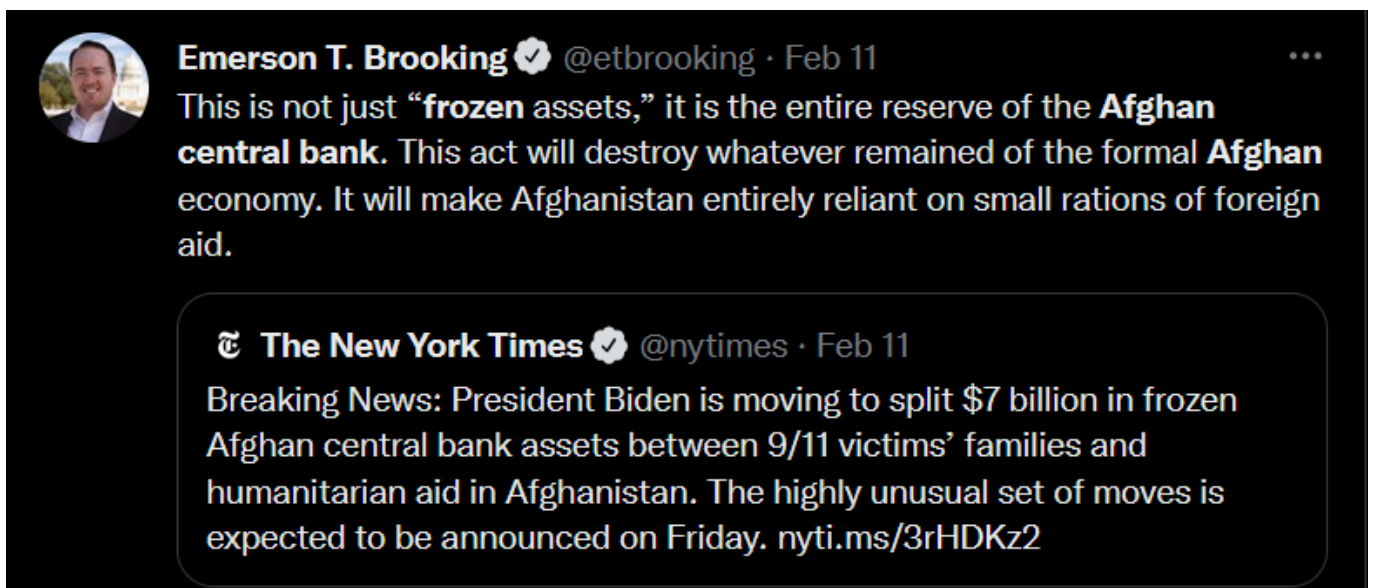 Emerson T. Brooking @etbrooking · Feb 11
This is not just “frozen assets,” it is the entire reserve of the Afghan
central bank. This act will destroy whatever remained of the formal Afghan
economy. It will make Afghanistan entirely reliant on small rations of foreign
aid.
The New York Times @nytimes · Feb 11
Breaking News: President Biden is moving to split $7 billion in frozen
Afghan central bank assets between 9/11 victims’ families and
humanitarian aid in Afghanistan. The highly unusual set of moves is
expected to be announced on Friday. nyti.ms/3rHDKz2